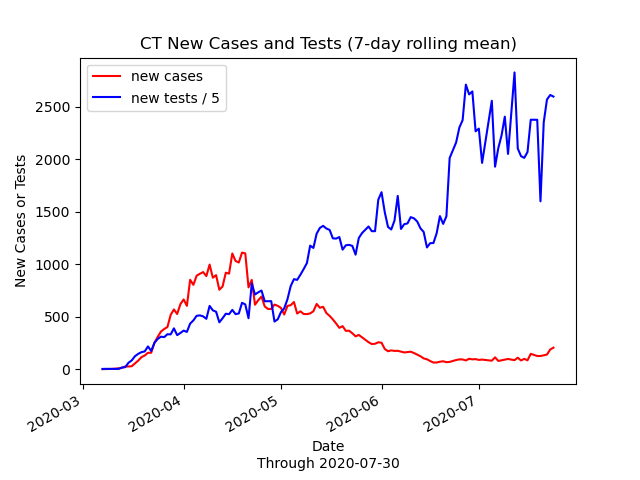 CT New Cases and Tests (7-day rolling mean)
new cases
new tests / 5
New Cases or Tests
2500
2000
1500
1000
500
0
2020-03
2020-04
2020-05
2020-06
2020-07
Date
Through 2020-07-30